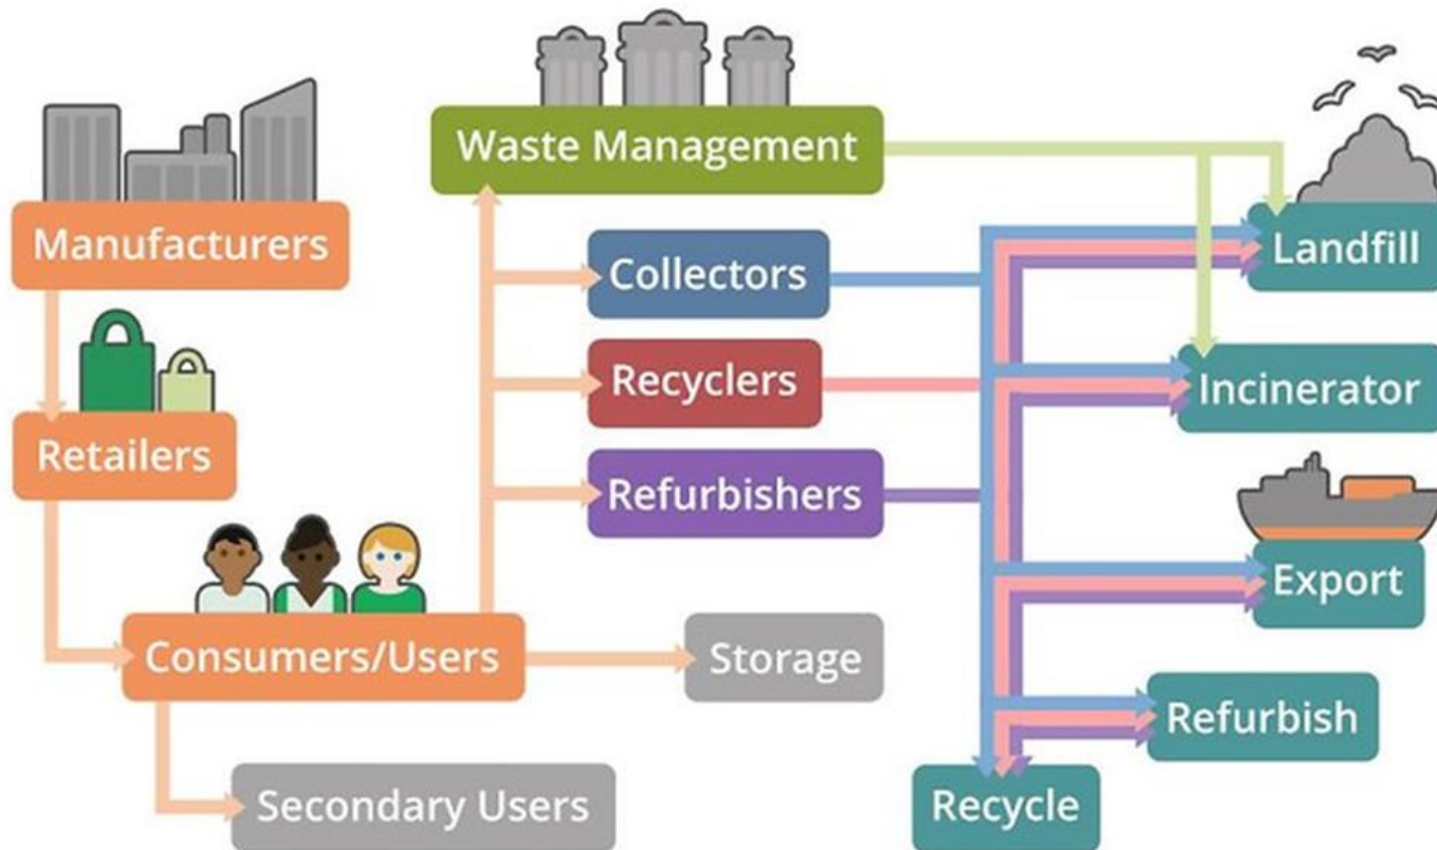 Waste Management
Manufacturers
Collectors
Landfill
Recyclers
Incinerator
Retailers
Refurbishers
Export
Consumers/Users
Storage
Refurbish
Secondary Users
Recycle